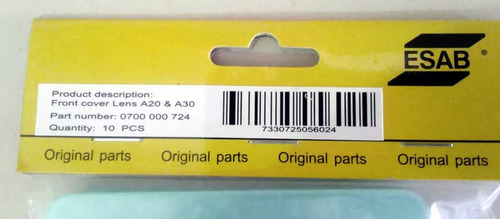 ESAB®
Product description:
Front cover Lens A20 & A30
Part number: 0700 000 724
Quantity: 10 PCS
7330725056024
Original parts Original parts Original parts Original parts